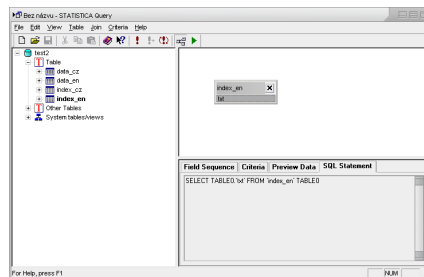 Bez názvu - STATISTICA Query
File Edit View Table Join Criteria Help
test2
Table
data_cz
data_en
index_cz
index_en
Other Tables
System tables/views
index_en
txt
Field Sequence Criteria Preview Data SQL Statement
SELECT TABLE0.`txt` FROM `index_en` TABLE0
For Help, press F1
NUM